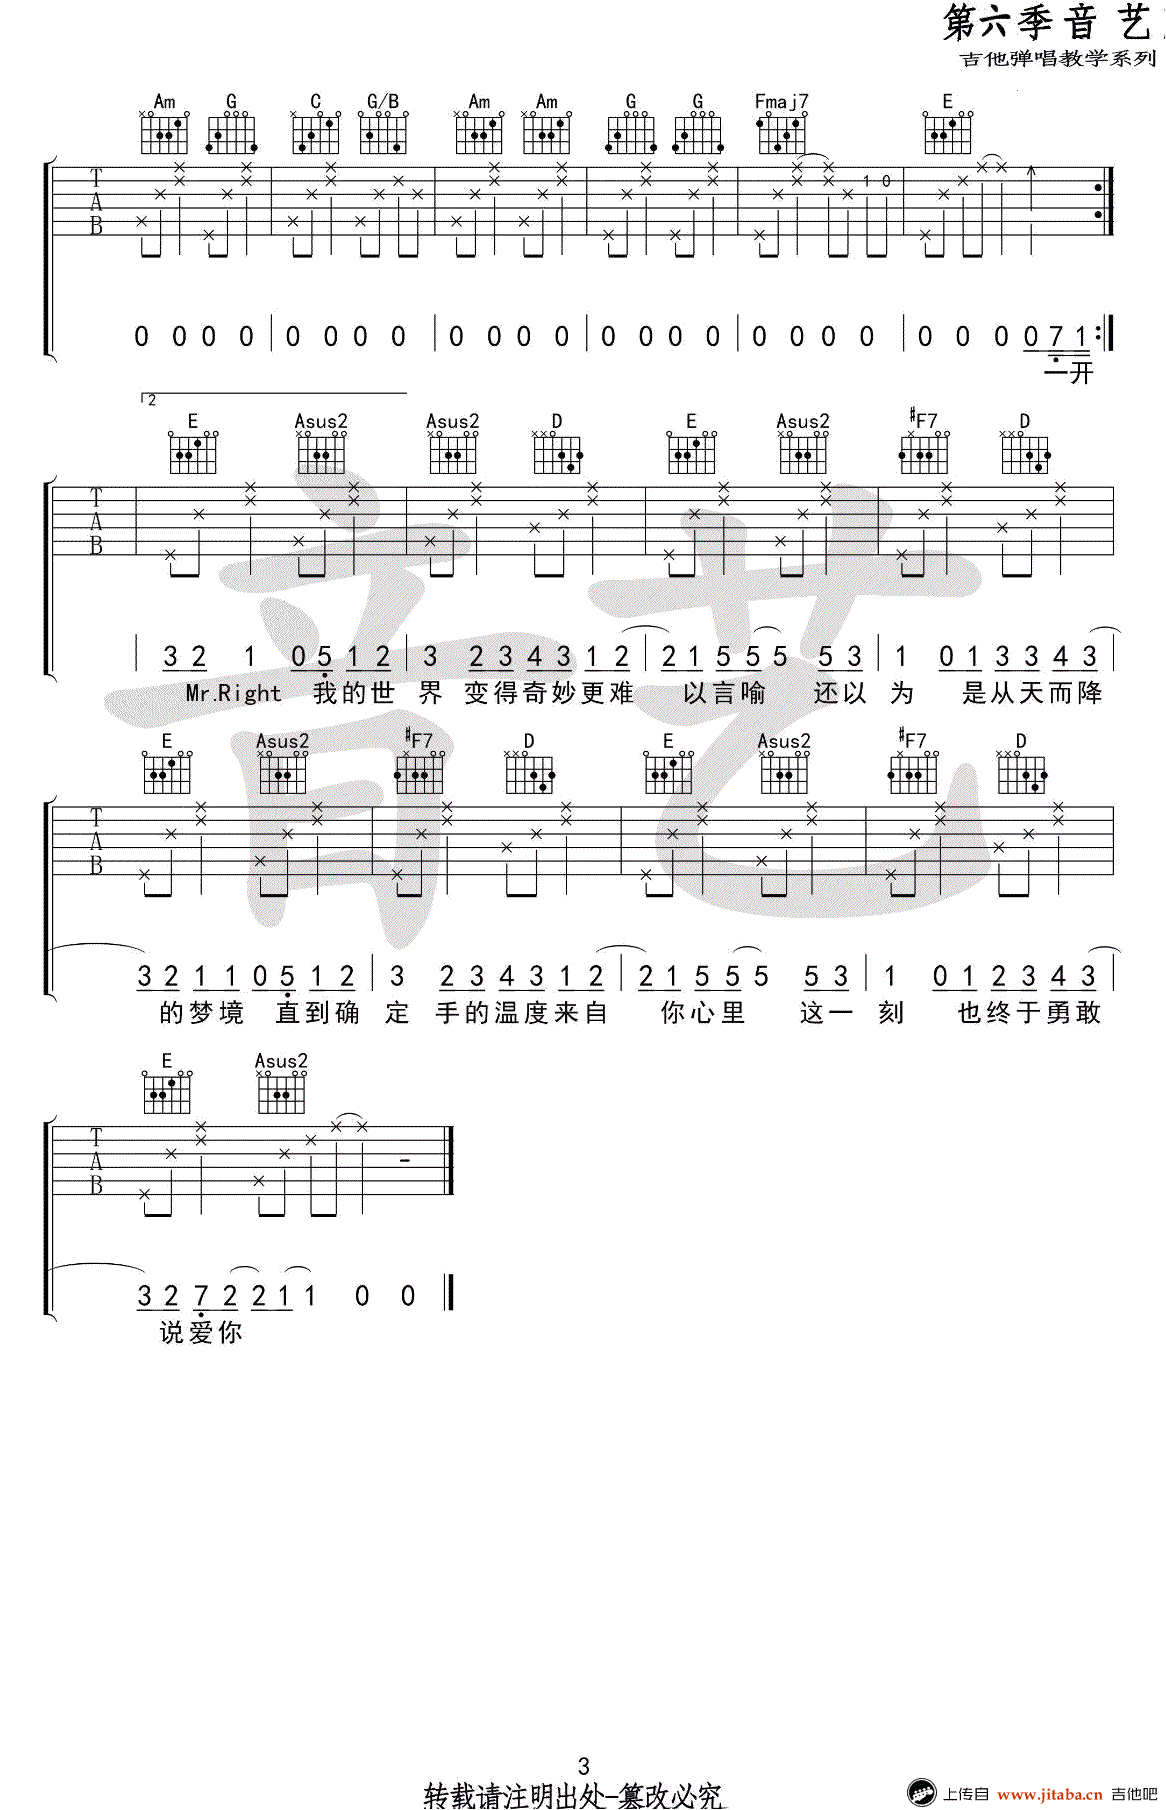 第六季音 艺
吉他弹唱教学系列
Am G C G/B Am Am G G Fmaj7 E
T
A
B
1 0
0 0 0 0 0 0 0 0 0 0 0 0 0 0 0 0 0 0 0 0 0 0 0 0 7 1
一开
2
E Asus2 Asus2 D E Asus2 #F7 D
T
A
B
3 2 1 0 5 1 2 3 2 3 4 3 1 2 2 1 5 5 5 5 3 1 0 1 3 3 4 3
Mr.Right 我的世 界 变得奇妙更难 以言喻 还以 为 是从天而降
E Asus2 #F7 D E Asus2 #F7 D
T
A
B
3 2 1 1 0 5 1 2 3 2 3 4 3 1 2 2 1 5 5 5 5 3 1 0 1 2 3 4 3
的梦境 直到确 定 手的温度来自 你心里 这一 刻 也终于勇敢
E Asus2
T
A
B
3 2 7 2 2 1 1 0 0
说爱你
3
转载请注明出处-篡改必究
上传自 www.jitaba.cn 吉他吧